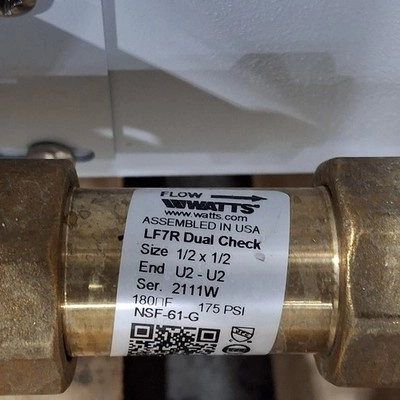 FLOW
WATTS
www.watts.com
ASSEMBLED IN USA
LF7R Dual Check
Size 1/2 x 1/2
End U2 - U2
Ser. 2111W
180°F 175 PSI
NSF-61-G